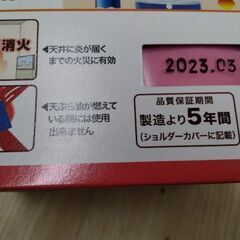 消火
天井に炎が届く
までの火災に有効
2023.03
天ぷら油が燃えて
いる鍋には使用
出来ません
品質保証期間
製造より5年間
(ショルダーカバーに記載)